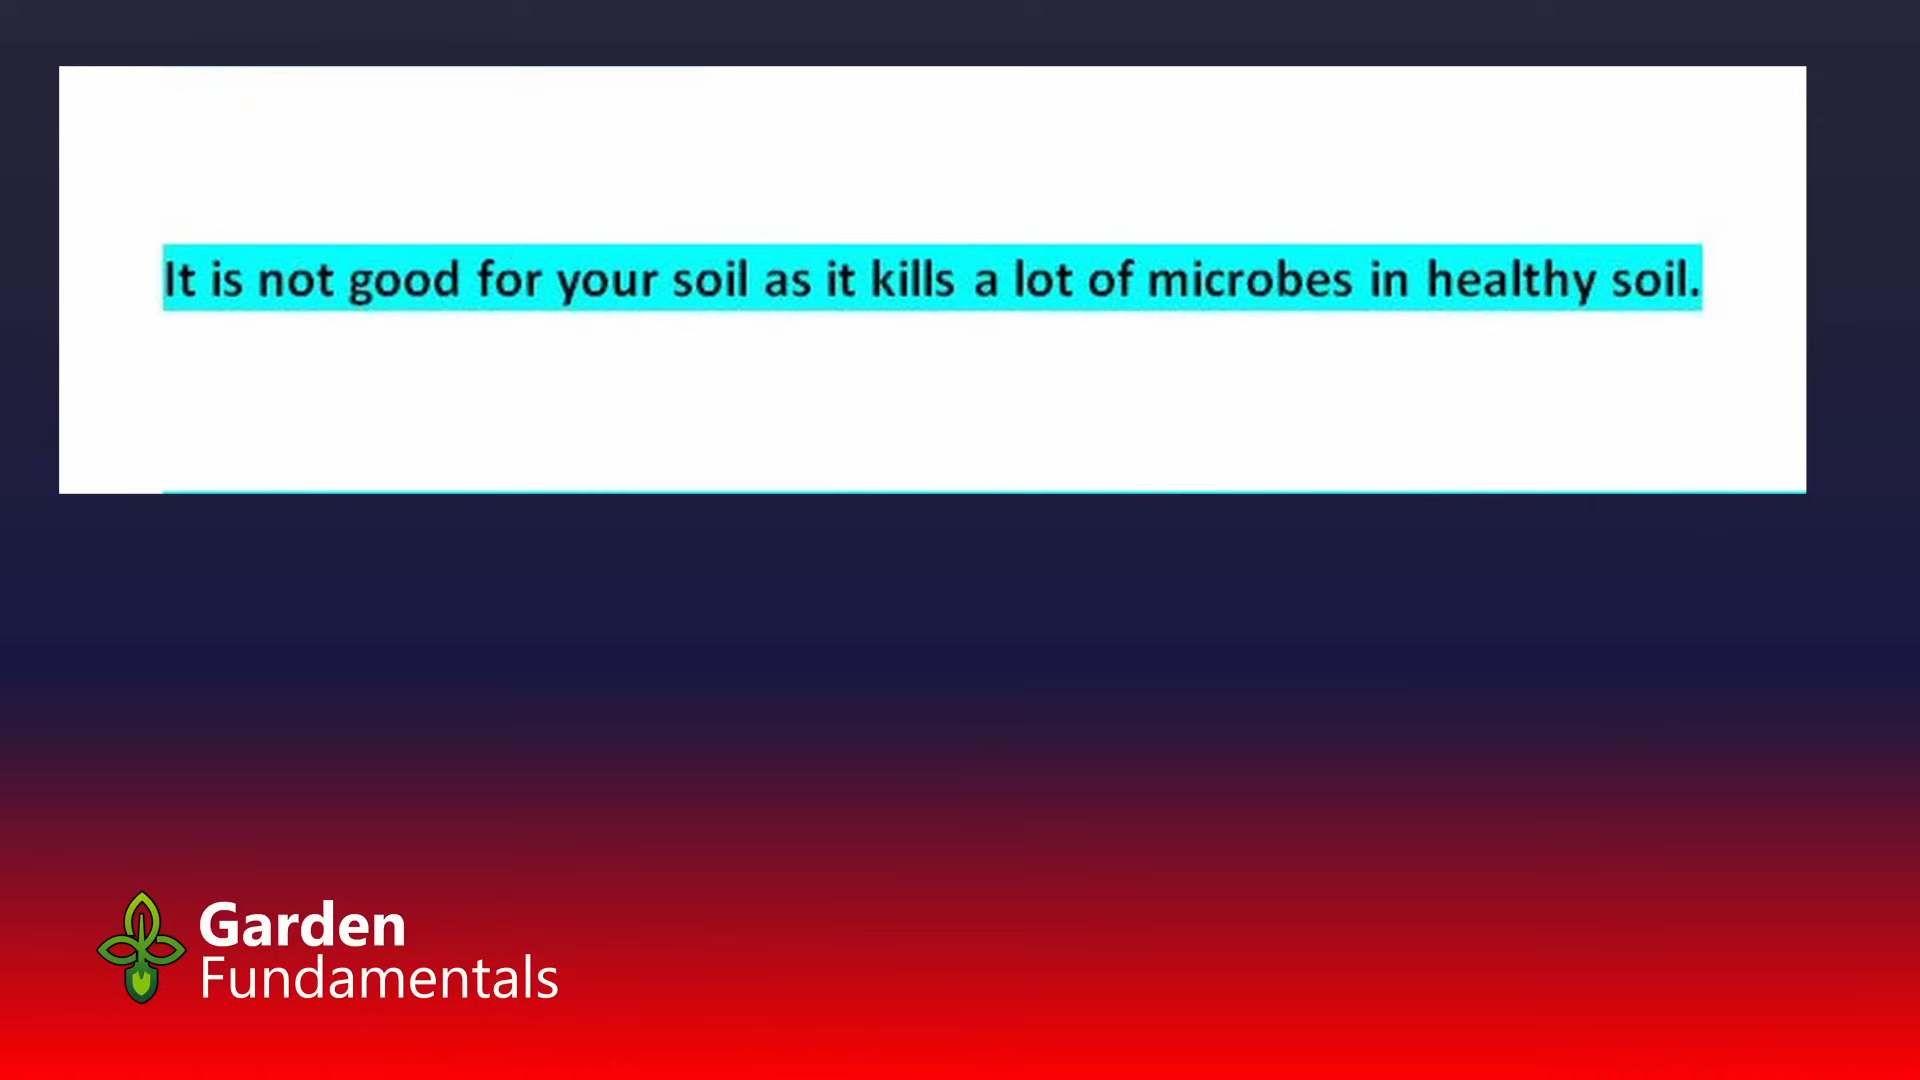 It is not good for your soil as it kills a lot of microbes in healthy soil.
Garden
Fundamentals